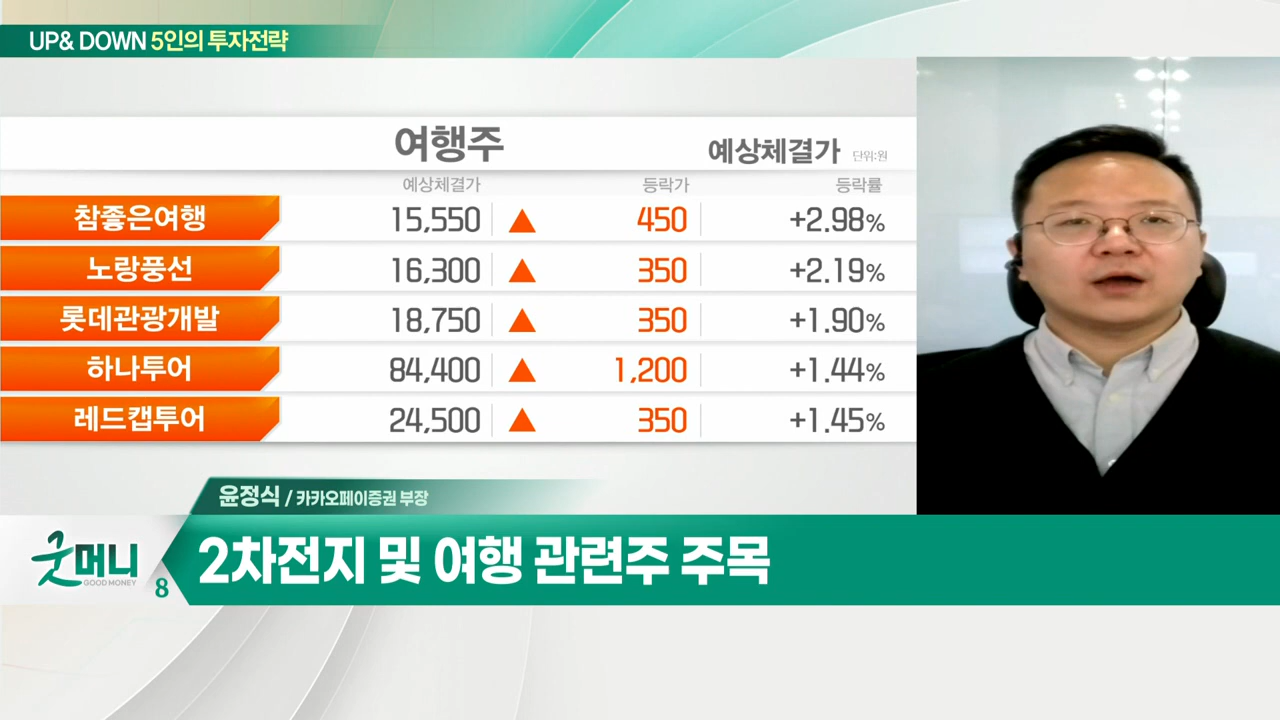 UP& DOWN 5인의 투자전략
여행주
예상체결가 단위:원
예상체결가 등락가 등락률
참좋은여행 15,550 ▲ 450 +2.98%
노랑풍선 16,300 ▲ 350 +2.19%
롯데관광개발 18,750 ▲ 350 +1.90%
하나투어 84,400 ▲ 1,200 +1.44%
레드캡투어 24,500 ▲ 350 +1.45%
윤정식 / 카카오페이증권 부장
굿머니
GOOD MONEY
8
2차전지 및 여행 관련주 주목